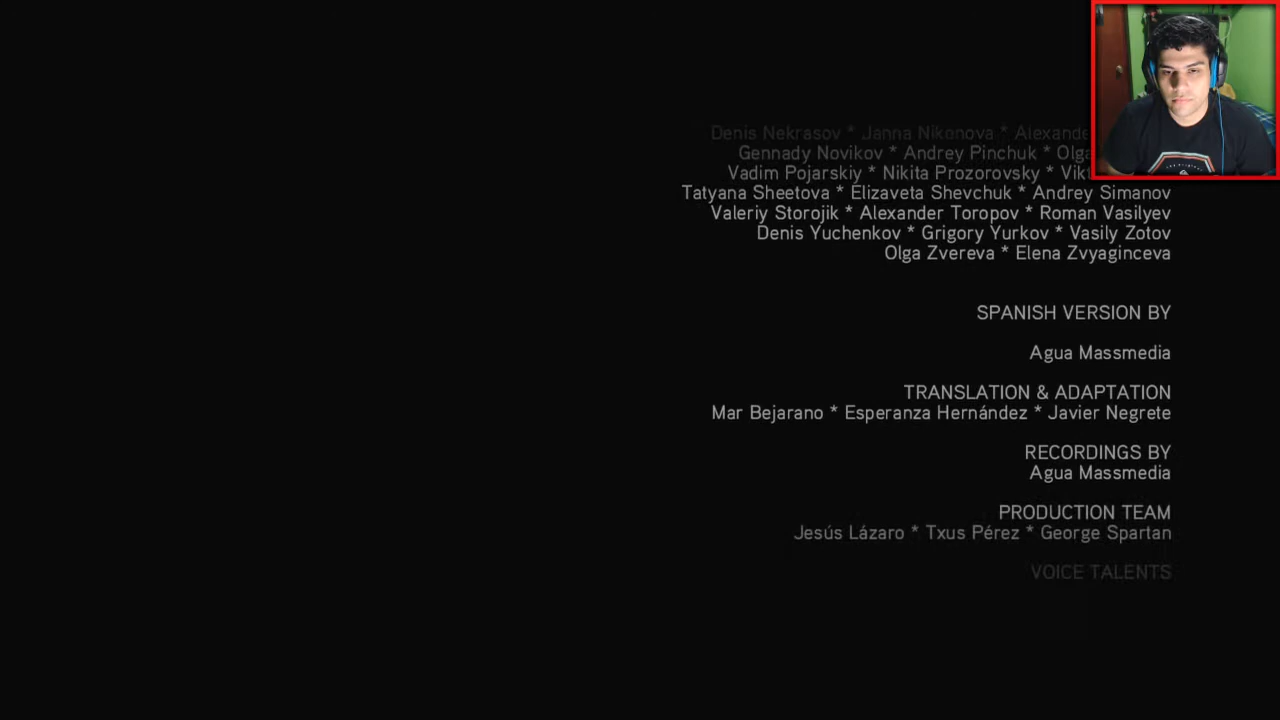 Denis Nekrasov * Janna Nikonova * Alexande
Gennady Novikov * Andrey Pinchuk * Olga
Vadim Pojarskiy * Nikita Prozorovsky * Vikt
Tatyana Sheetova * Elizaveta Shevchuk * Andrey Simanov
Valeriy Storojik * Alexander Toropov * Roman Vasilyev
Denis Yuchenkov * Grigory Yurkov * Vasily Zotov
Olga Zvereva * Elena Zvyaginceva
SPANISH VERSION BY
Agua Massmedia
TRANSLATION & ADAPTATION
Mar Bejarano * Esperanza Hernández * Javier Negrete
RECORDINGS BY
Agua Massmedia
PRODUCTION TEAM
Jesús Lázaro * Txus Pérez * George Spartan
VOICE TALENTS